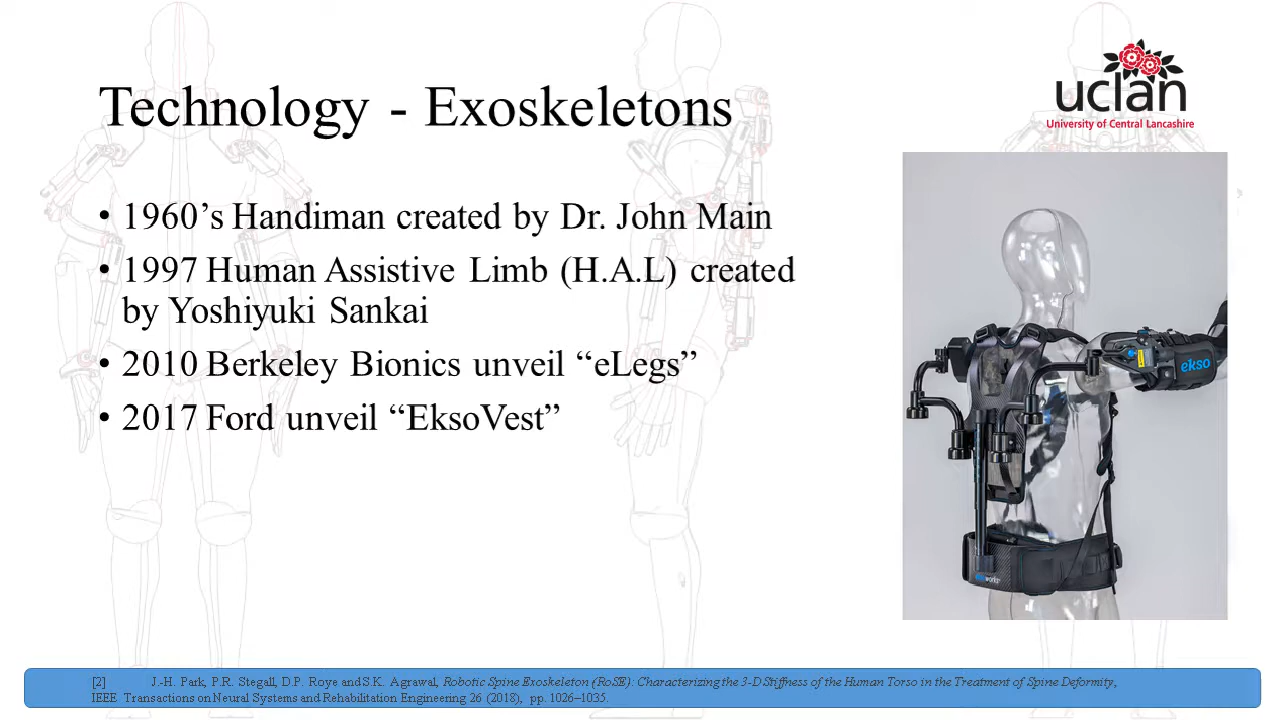 Technology - Exoskeletons
uclan
University of Central Lancashire
• 1960’s Handiman created by Dr. John Main
• 1997 Human Assistive Limb (H.A.L) created
by Yoshiyuki Sankai
• 2010 Berkeley Bionics unveil “eLegs”
• 2017 Ford unveil “EksoVest”
ekso
eksoworks
[2] J.-H. Park, P.R. Stegall, D.P. Roye and S.K. Agrawal, Robotic Spine Exoskeleton (RoSE): Characterizing the 3-D Stiffness of the Human Torso in the Treatment of Spine Deformity,
IEEE Transactions on Neural Systems and Rehabilitation Engineering 26 (2018), pp. 1026–1035.